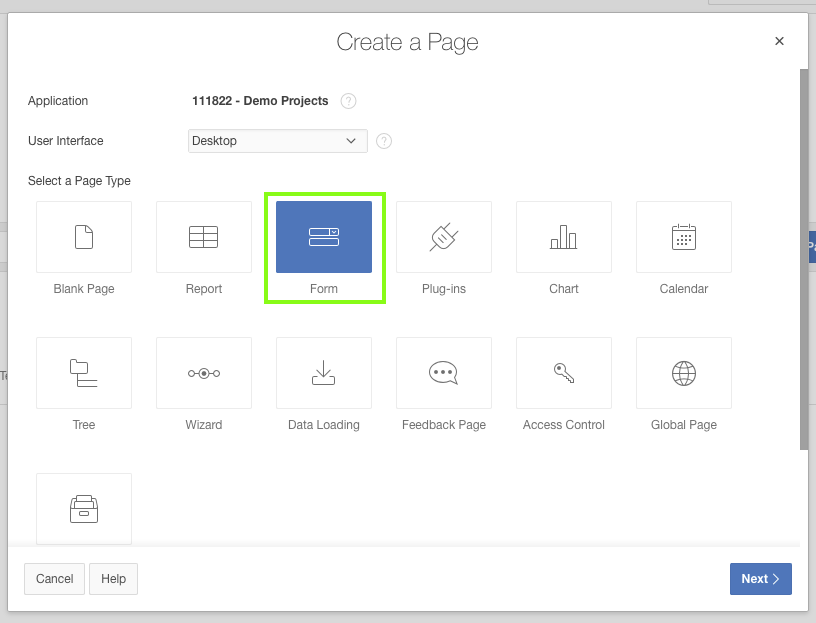 Create a Page
Application
111822 - Demo Projects
?
User Interface
Desktop
?
Select a Page Type
Blank Page
Report
Form
Plug-ins
Chart
Calendar
Tree
Wizard
Data Loading
Feedback Page
Access Control
Global Page
Cancel
Help
Next